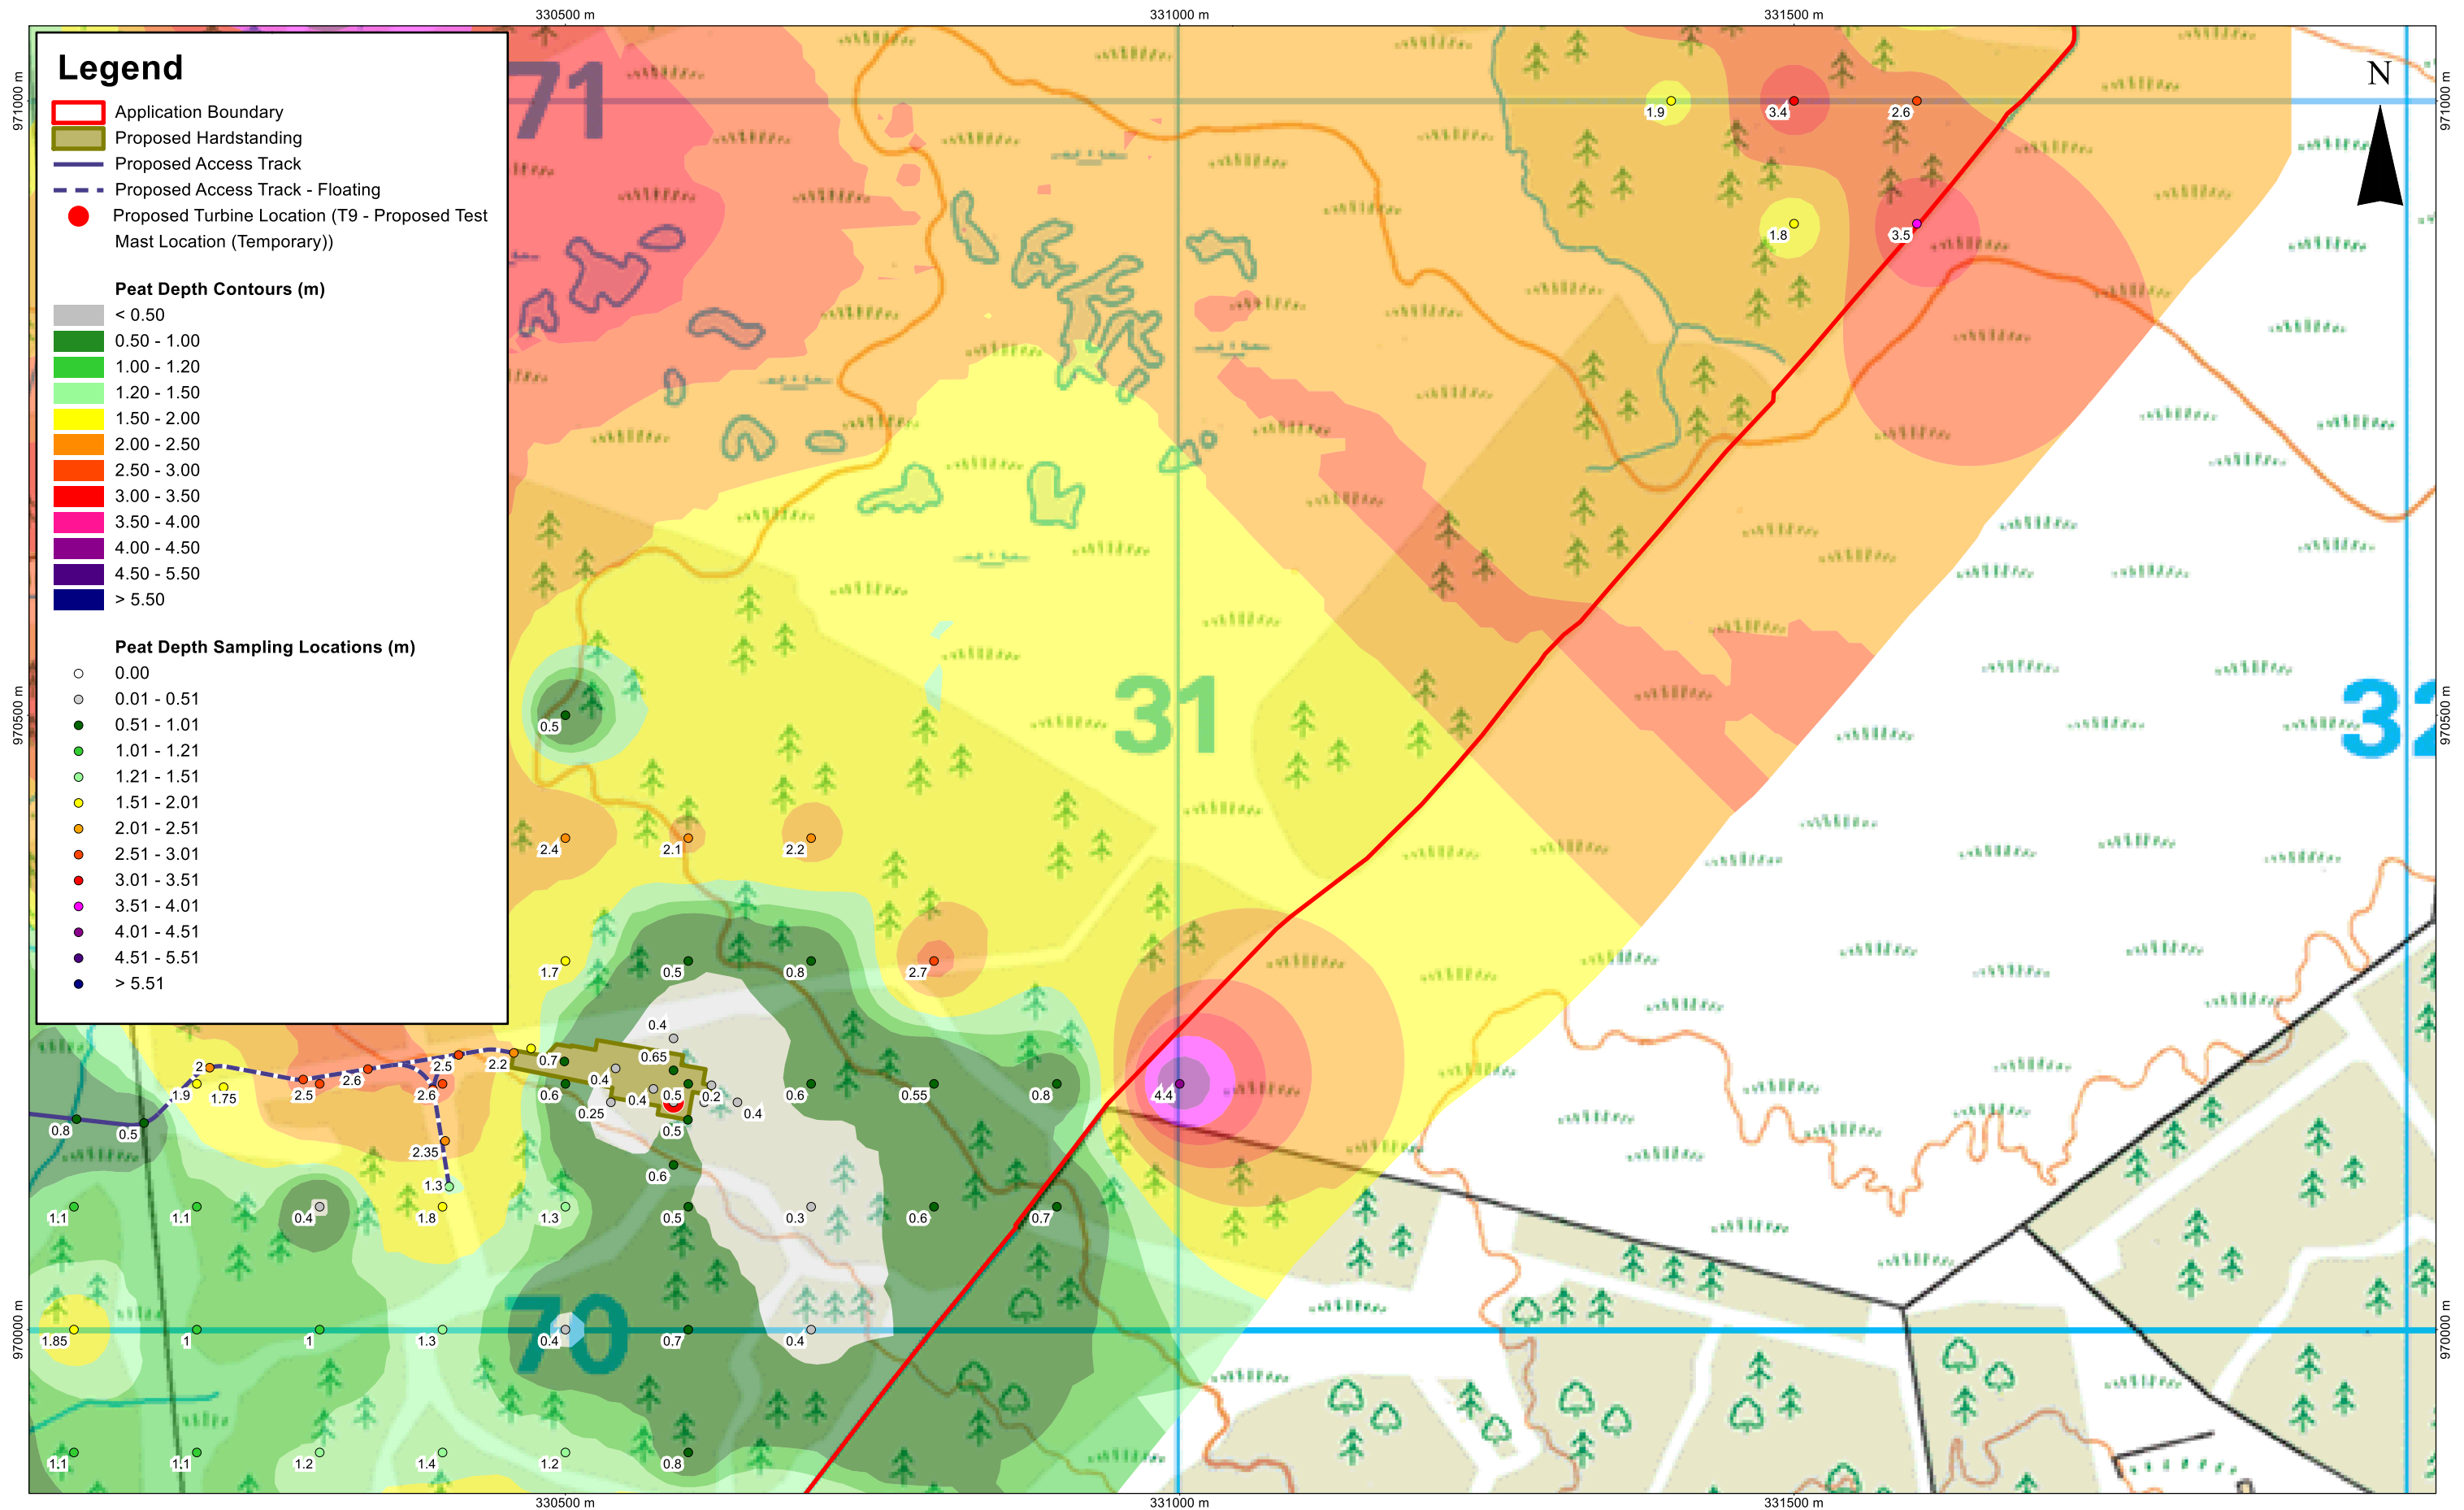 330500 m
331000 m
331500 m
971000 m
971000 m
Legend
Application Boundary
Proposed Hardstanding
Proposed Access Track
Proposed Access Track - Floating
Proposed Turbine Location (T9 - Proposed Test
Mast Location (Temporary))
Peat Depth Contours (m)
< 0.50
0.50 - 1.00
1.00 - 1.20
1.20 - 1.50
1.50 - 2.00
2.00 - 2.50
2.50 - 3.00
3.00 - 3.50
3.50 - 4.00
4.00 - 4.50
4.50 - 5.50
> 5.50
Peat Depth Sampling Locations (m)
0.00
0.01 - 0.51
0.51 - 1.01
1.01 - 1.21
1.21 - 1.51
1.51 - 2.01
2.01 - 2.51
2.51 - 3.01
3.01 - 3.51
3.51 - 4.01
4.01 - 4.51
4.51 - 5.51
> 5.51
N
71
1.9
3.4
2.6
1.8
3.5
970500 m
970500 m
31
32
0.5
2.4
2.1
2.2
1.7
0.5
0.8
2.7
0.4
0.7
0.65
2.2
2.5
2
2.6
0.4
1.9
1.75
2.5
2.6
0.6
0.25
0.4
0.5
0.2
0.4
0.6
0.55
0.8
4.4
0.8
0.5
0.5
2.35
0.6
1.3
1.1
1.1
0.4
1.8
1.3
0.5
0.3
0.6
0.7
70
1.85
1
1
1.3
0.4
0.7
0.4
970000 m
970000 m
1.1
1.1
1.2
1.4
1.2
0.8
330500 m
331000 m
331500 m